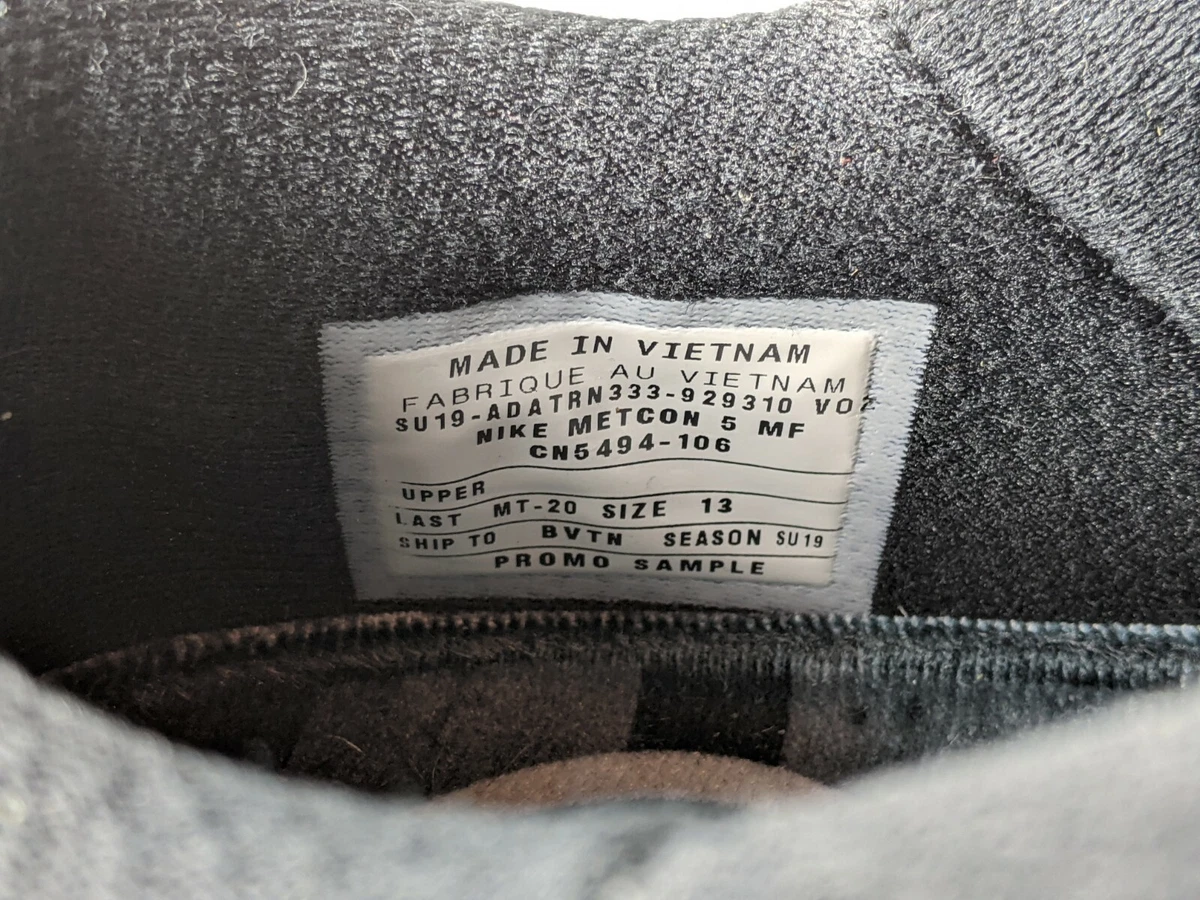 MADE IN VIETNAM
FABRIQUE AU VIETNAM
SU19-ADATRN333-929310 V02
NIKE METCON 5 MF
CN5494-106
UPPER
LAST MT-20 SIZE 13
SHIP TO BVTN SEASON SU19
PROMO SAMPLE